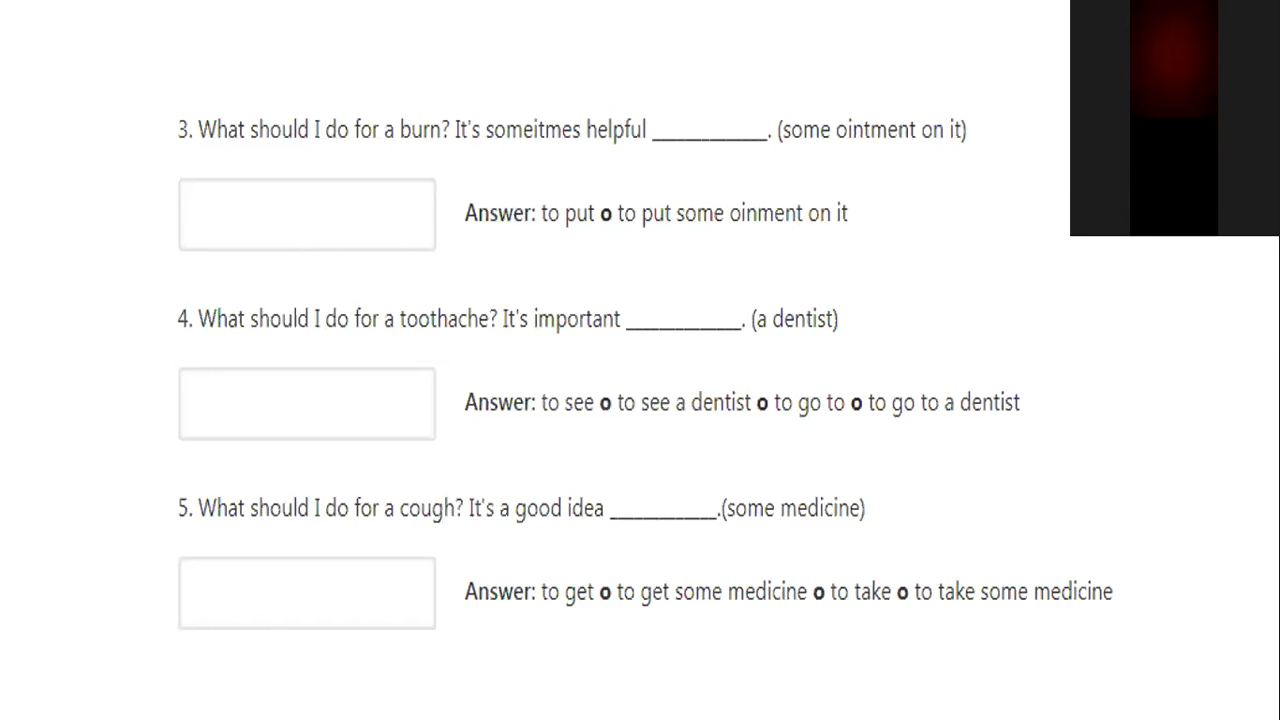 3. What should I do for a burn? It's someitmes helpful ____________. (some ointment on it)
Answer: to put o to put some oinment on it
4. What should I do for a toothache? It's important ____________. (a dentist)
Answer: to see o to see a dentist o to go to o to go to a dentist
5. What should I do for a cough? It's a good idea ___________.(some medicine)
Answer: to get o to get some medicine o to take o to take some medicine